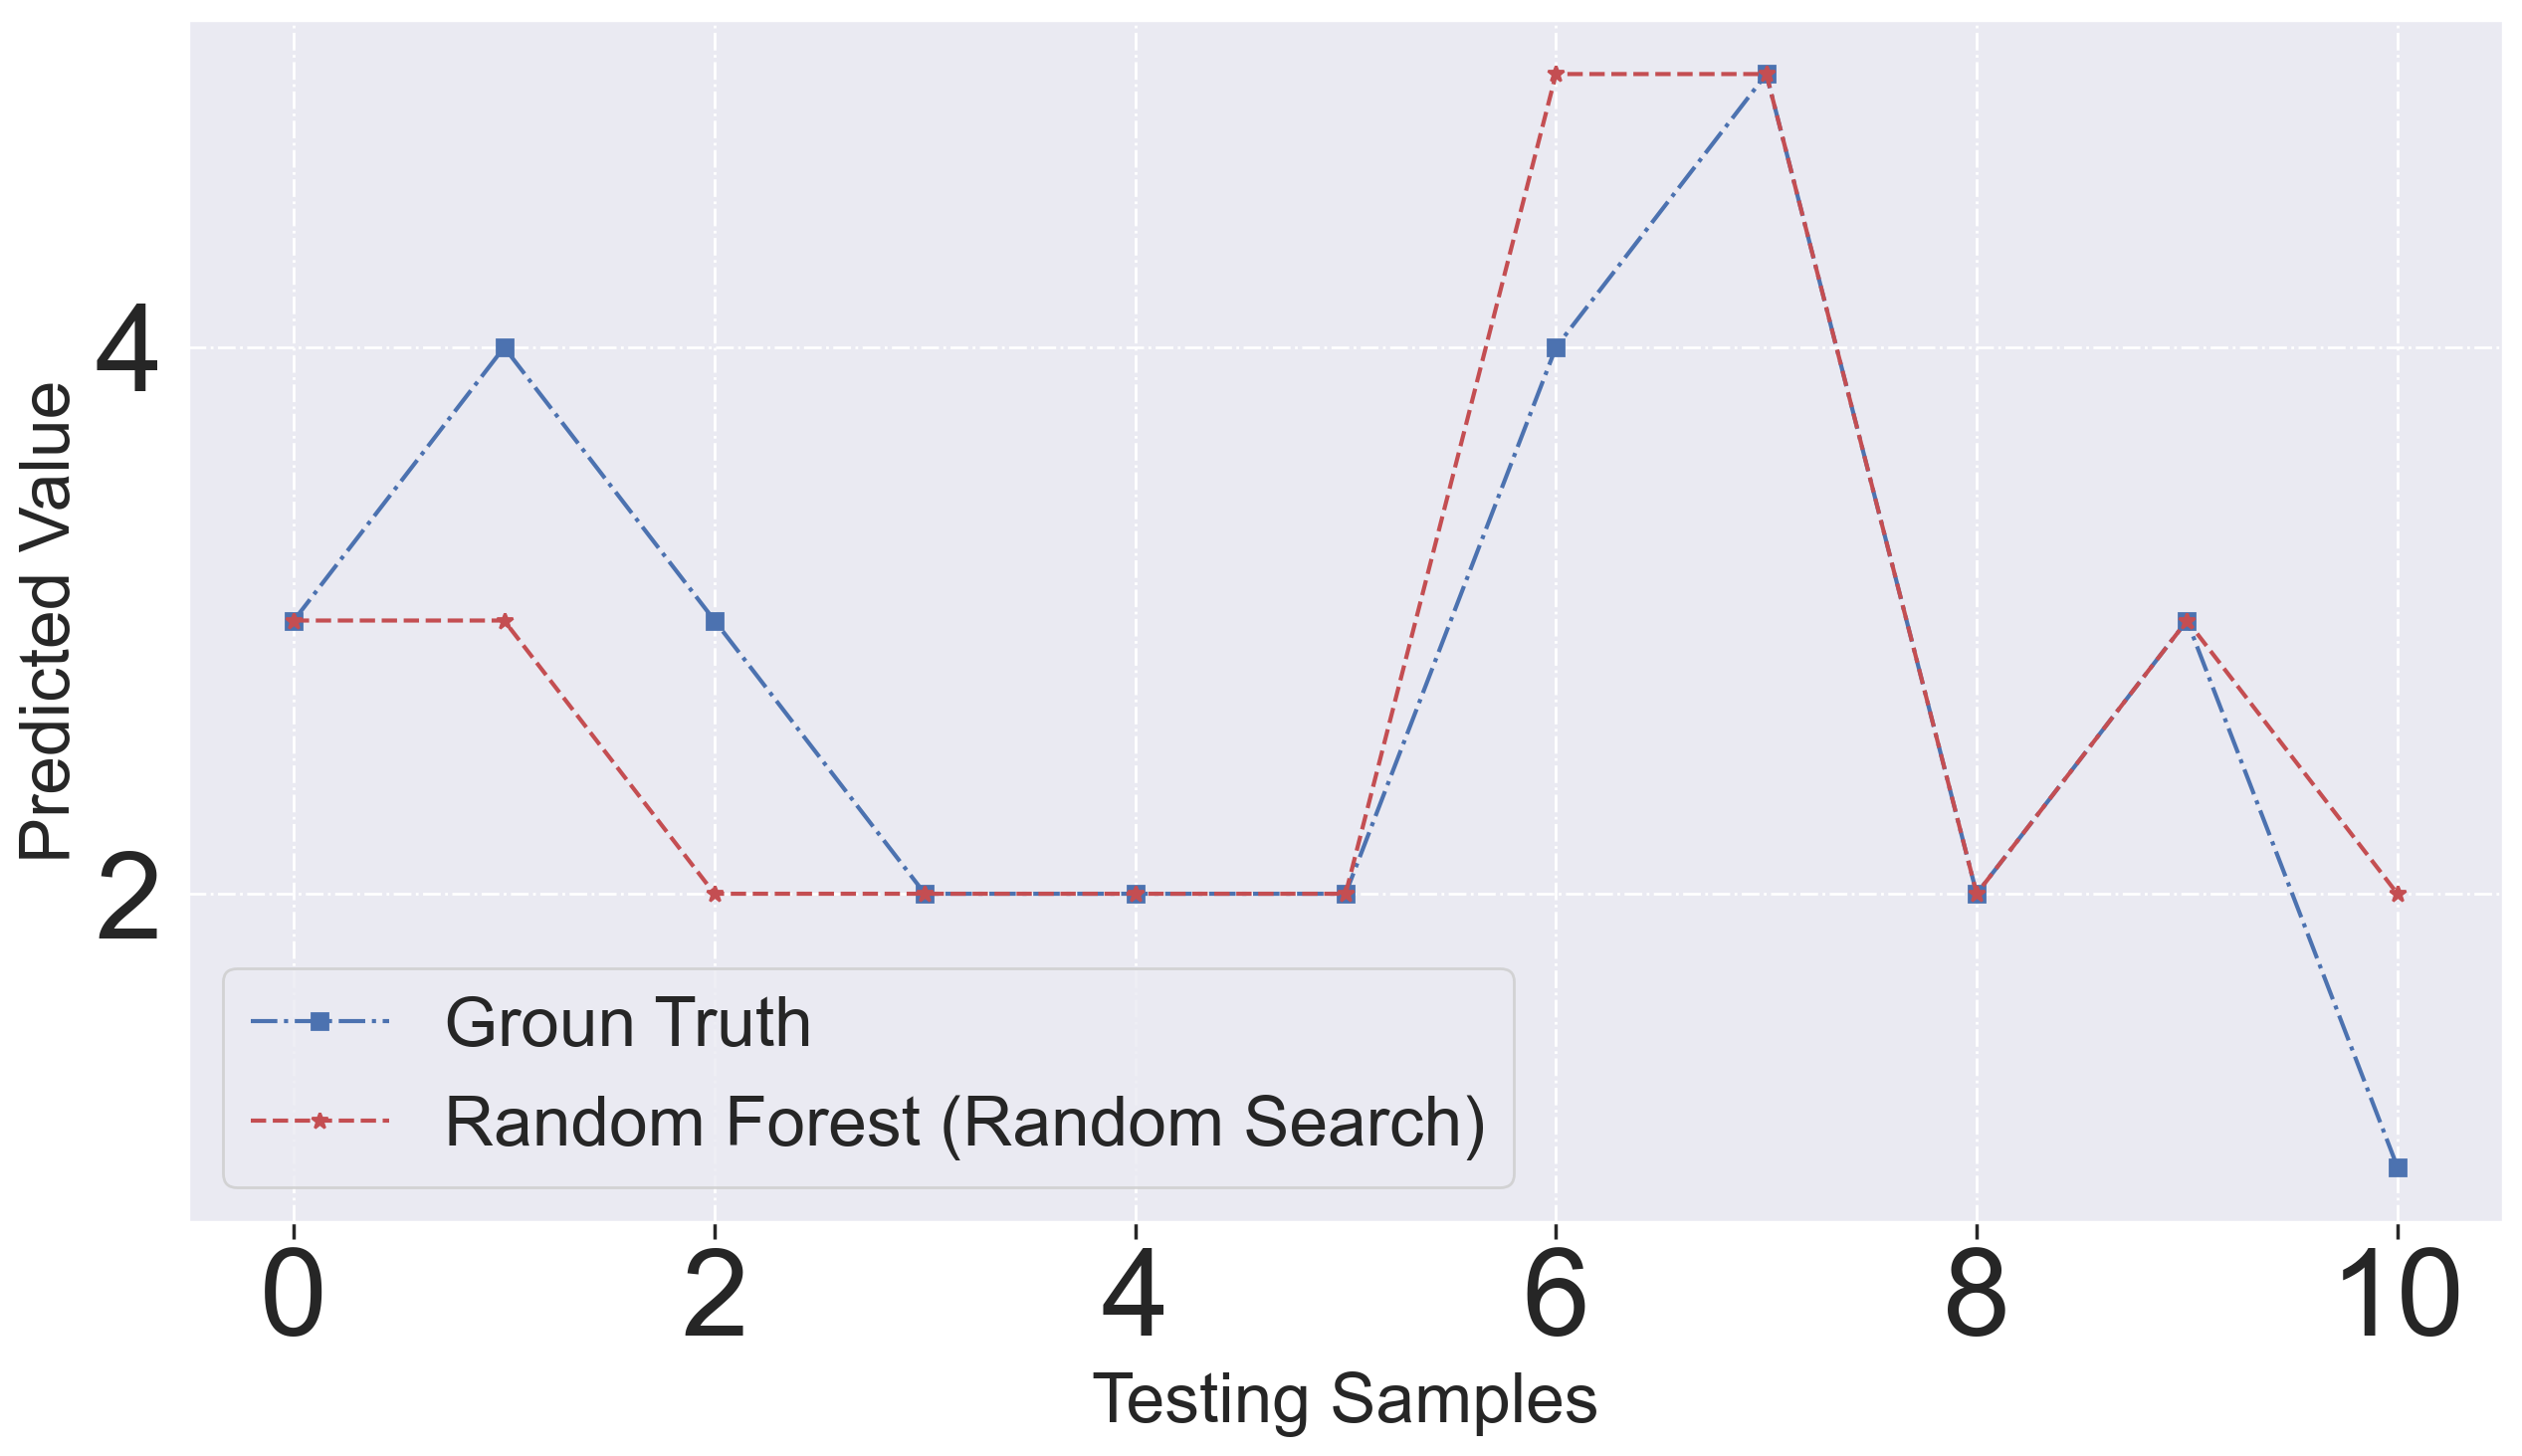 4
2
Predicted Value
Groun Truth
Random Forest (Random Search)
0 2 4 6 8 10
Testing Samples